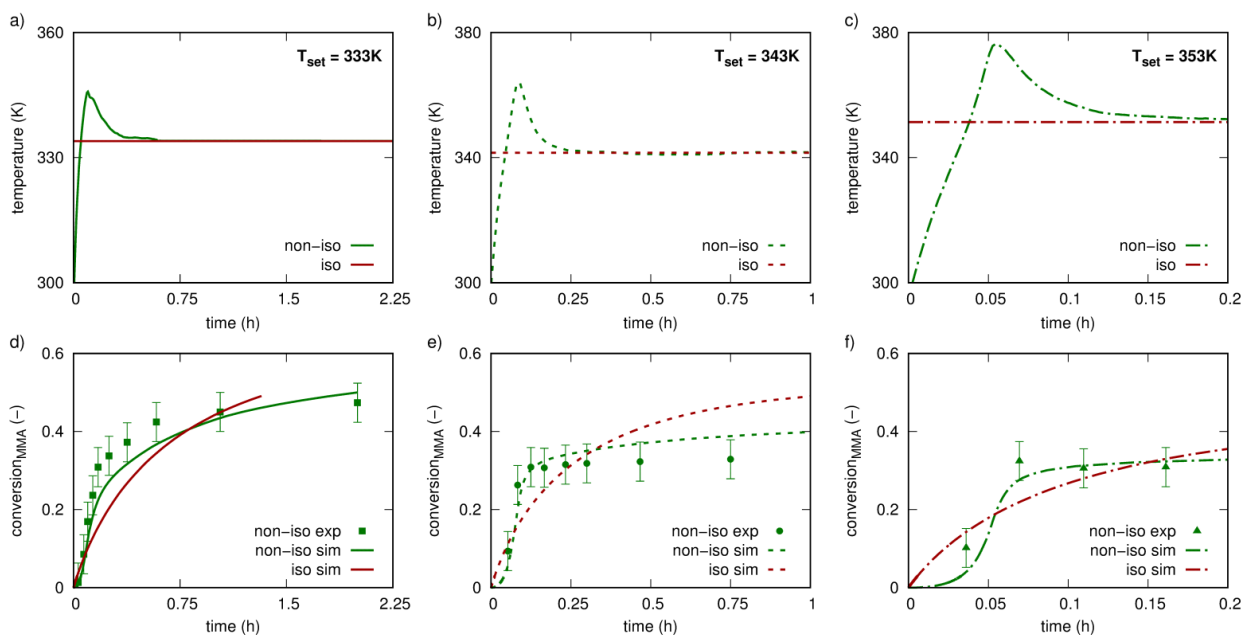 a)
360
330
300
temperature (K)
T_set = 333K
non−iso
iso
0 0.75 1.5 2.25
time (h)
b)
380
340
300
temperature (K)
T_set = 343K
non−iso
iso
0 0.25 0.5 0.75 1
time (h)
c)
380
350
300
temperature (K)
T_set = 353K
non−iso
iso
0 0.05 0.1 0.15 0.2
time (h)
d)
0.6
0.4
0.2
0
conversion_MMA (−)
non−iso exp
non−iso sim
iso sim
0 0.75 1.5 2.25
time (h)
e)
0.6
0.4
0.2
0
conversion_MMA (−)
non−iso exp
non−iso sim
iso sim
0 0.25 0.5 0.75 1
time (h)
f)
0.6
0.4
0.2
0
conversion_MMA (−)
non−iso exp
non−iso sim
iso sim
0 0.05 0.1 0.15 0.2
time (h)